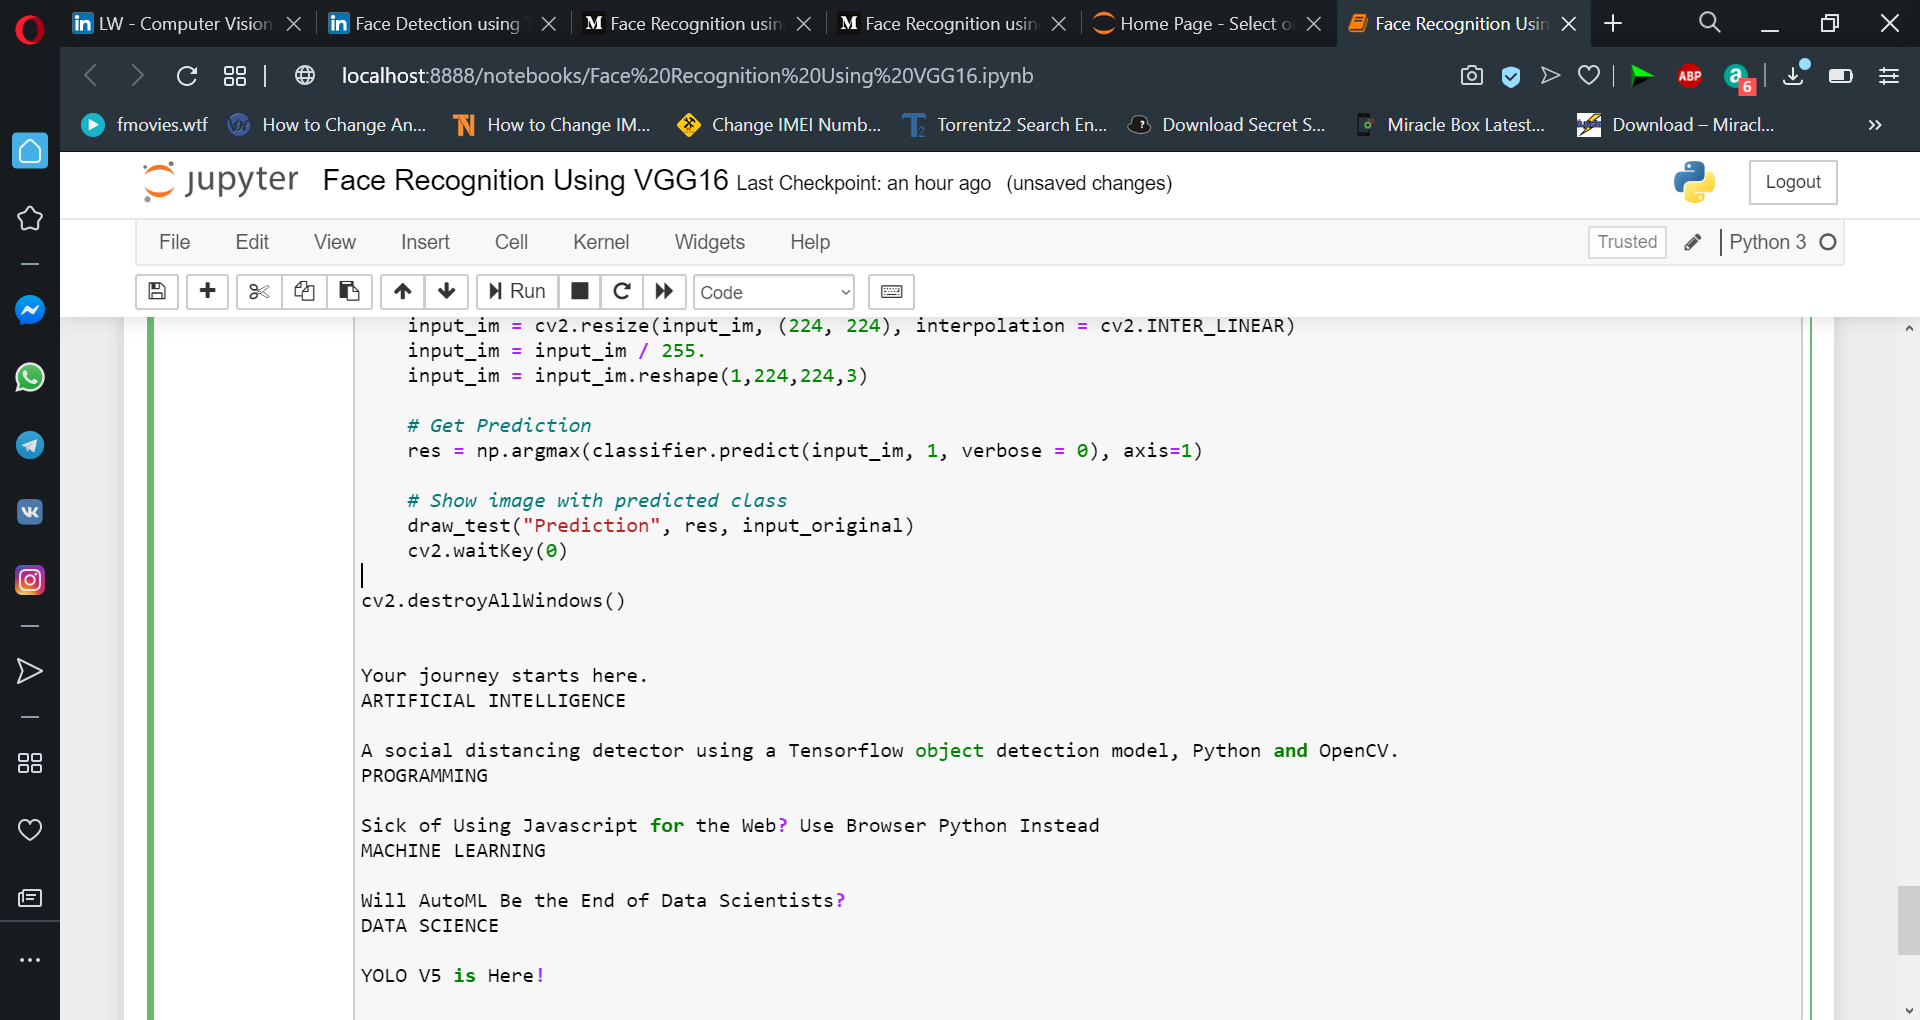 LW - Computer Vision
Face Detection using
Face Recognition usin
Face Recognition usin
Home Page - Select o
Face Recognition Usin
localhost:8888/notebooks/Face%20Recognition%20Using%20VGG16.ipynb
ABP
6
fmovies.wtf
How to Change An...
How to Change IM...
Change IMEI Numb...
Torrentz2 Search En...
Download Secret S...
Miracle Box Latest...
Download – Miracl...
jupyter Face Recognition Using VGG16 Last Checkpoint: an hour ago (unsaved changes)
Logout
File Edit View Insert Cell Kernel Widgets Help
Trusted
Python 3
Run
Code
input_im = cv2.resize(input_im, (224, 224), interpolation = cv2.INTER_LINEAR)
input_im = input_im / 255.
input_im = input_im.reshape(1,224,224,3)
# Get Prediction
res = np.argmax(classifier.predict(input_im, 1, verbose = 0), axis=1)
# Show image with predicted class
draw_test("Prediction", res, input_original)
cv2.waitKey(0)
cv2.destroyAllWindows()
Your journey starts here.
ARTIFICIAL INTELLIGENCE
A social distancing detector using a Tensorflow object detection model, Python and OpenCV.
PROGRAMMING
Sick of Using Javascript for the Web? Use Browser Python Instead
MACHINE LEARNING
Will AutoML Be the End of Data Scientists?
DATA SCIENCE
YOLO V5 is Here!